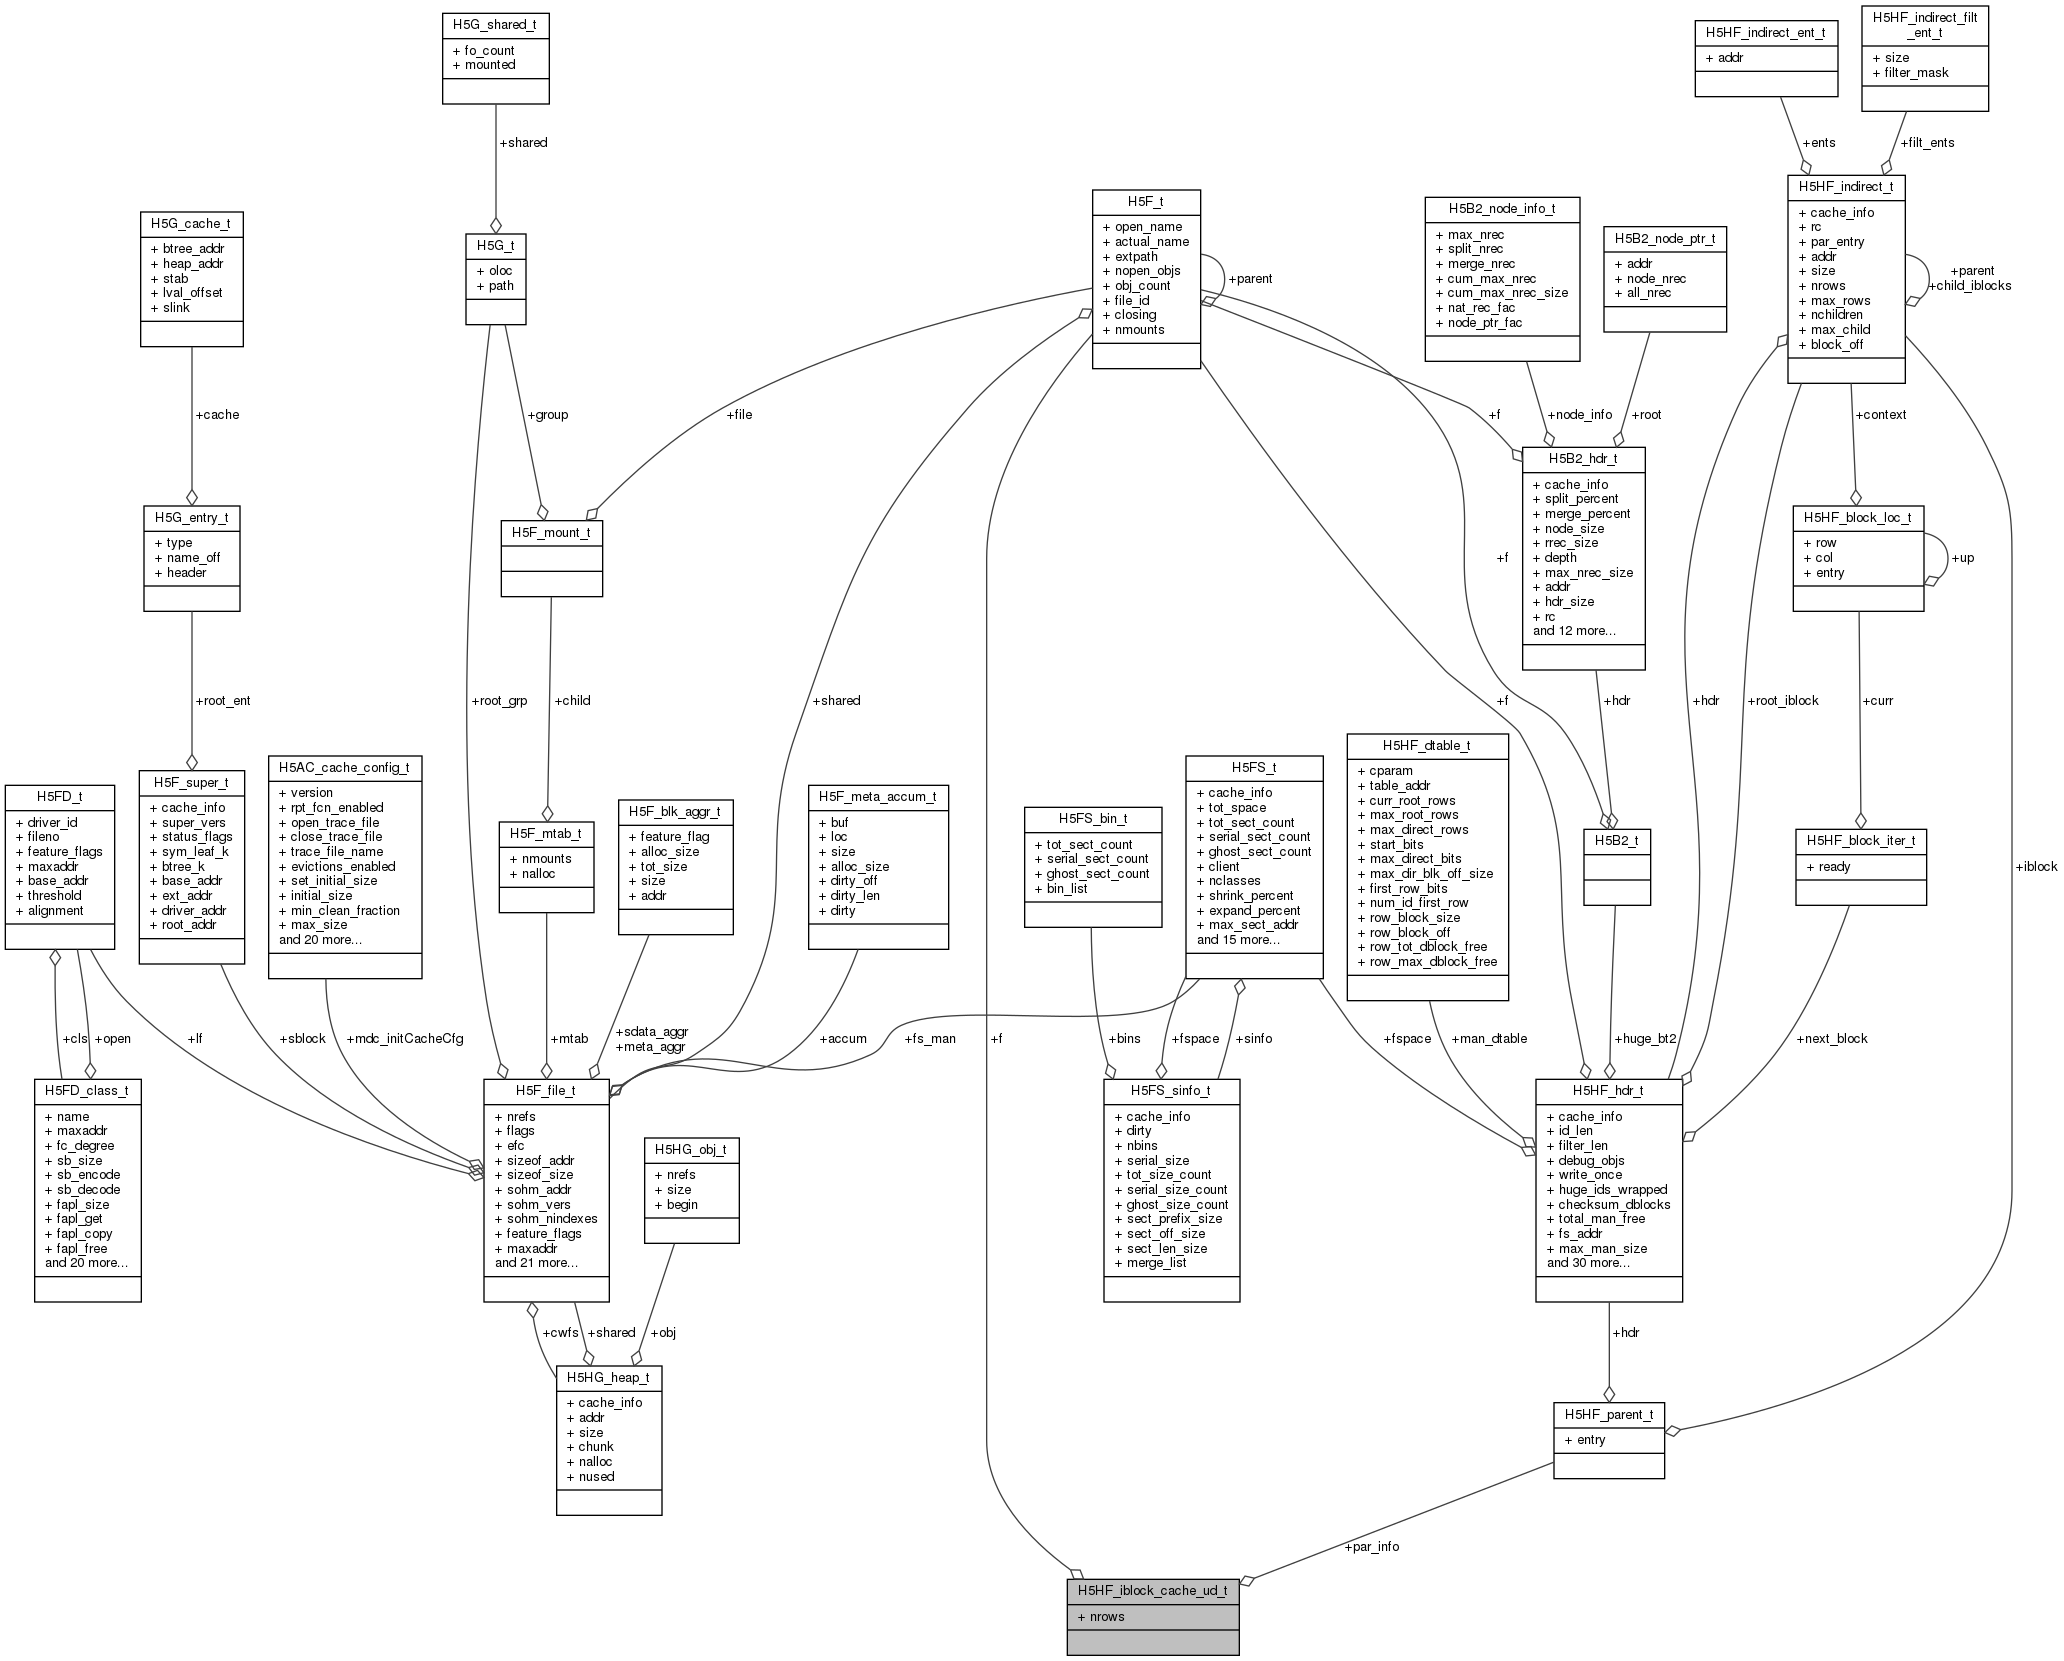 H5G_shared_t
+ fo_count
+ mounted
H5HF_indirect_ent_t
+ addr
H5HF_indirect_filt
_ent_t
+ size
+ filter_mask
+shared
+ents
+filt_ents
H5G_cache_t
+ btree_addr
+ heap_addr
+ stab
+ lval_offset
+ slink
H5G_t
+ oloc
+ path
H5F_t
+ open_name
+ actual_name
+ extpath
+ nopen_objs
+ obj_count
+ file_id
+ closing
+ nmounts
+parent
H5B2_node_info_t
+ max_nrec
+ split_nrec
+ merge_nrec
+ cum_max_nrec
+ cum_max_nrec_size
+ nat_rec_fac
+ node_ptr_fac
H5B2_node_ptr_t
+ addr
+ node_nrec
+ all_nrec
H5HF_indirect_t
+ cache_info
+ rc
+ par_entry
+ addr
+ size
+ nrows
+ max_rows
+ nchildren
+ max_child
+ block_off
+parent
+child_iblocks
+cache
+group
+file
+f
+node_info
+root
+context
H5G_entry_t
+ type
+ name_off
+ header
H5F_mount_t
+f
H5B2_hdr_t
+ cache_info
+ split_percent
+ merge_percent
+ node_size
+ rrec_size
+ depth
+ max_nrec_size
+ addr
+ hdr_size
+ rc
and 12 more...
H5HF_block_loc_t
+ row
+ col
+ entry
+up
+root_ent
+root_grp
+child
+shared
+f
+hdr
+hdr
+root_iblock
+curr
H5FD_t
+ driver_id
+ fileno
+ feature_flags
+ maxaddr
+ base_addr
+ threshold
+ alignment
H5F_super_t
+ cache_info
+ super_vers
+ status_flags
+ sym_leaf_k
+ btree_k
+ base_addr
+ ext_addr
+ driver_addr
+ root_addr
H5AC_cache_config_t
+ version
+ rpt_fcn_enabled
+ open_trace_file
+ close_trace_file
+ trace_file_name
+ evictions_enabled
+ set_initial_size
+ initial_size
+ min_clean_fraction
+ max_size
and 20 more...
H5F_mtab_t
+ nmounts
+ nalloc
H5F_blk_aggr_t
+ feature_flag
+ alloc_size
+ tot_size
+ size
+ addr
H5F_meta_accum_t
+ buf
+ loc
+ size
+ alloc_size
+ dirty_off
+ dirty_len
+ dirty
H5FS_bin_t
+ tot_sect_count
+ serial_sect_count
+ ghost_sect_count
+ bin_list
H5FS_t
+ cache_info
+ tot_space
+ tot_sect_count
+ serial_sect_count
+ ghost_sect_count
+ client
+ nclasses
+ shrink_percent
+ expand_percent
+ max_sect_addr
and 15 more...
H5HF_dtable_t
+ cparam
+ table_addr
+ curr_root_rows
+ max_root_rows
+ max_direct_rows
+ start_bits
+ max_direct_bits
+ max_dir_blk_off_size
+ first_row_bits
+ num_id_first_row
+ row_block_size
+ row_block_off
+ row_tot_dblock_free
+ row_max_dblock_free
H5B2_t
H5HF_block_iter_t
+ ready
+iblock
+cls
+open
+lf
+sblock
+mdc_initCacheCfg
+mtab
+sdata_aggr
+meta_aggr
+accum
+fs_man
+f
+bins
+fspace
+sinfo
+fspace
+man_dtable
+huge_bt2
+next_block
H5FD_class_t
+ name
+ maxaddr
+ fc_degree
+ sb_size
+ sb_encode
+ sb_decode
+ fapl_size
+ fapl_get
+ fapl_copy
+ fapl_free
and 20 more...
H5F_file_t
+ nrefs
+ flags
+ efc
+ sizeof_addr
+ sizeof_size
+ sohm_addr
+ sohm_vers
+ sohm_nindexes
+ feature_flags
+ maxaddr
and 21 more...
H5HG_obj_t
+ nrefs
+ size
+ begin
H5FS_sinfo_t
+ cache_info
+ dirty
+ nbins
+ serial_size
+ tot_size_count
+ serial_size_count
+ ghost_size_count
+ sect_prefix_size
+ sect_off_size
+ sect_len_size
+ merge_list
H5HF_hdr_t
+ cache_info
+ id_len
+ filter_len
+ debug_objs
+ write_once
+ huge_ids_wrapped
+ checksum_dblocks
+ total_man_free
+ fs_addr
+ max_man_size
and 30 more...
+cwfs
+shared
+obj
+hdr
H5HG_heap_t
+ cache_info
+ addr
+ size
+ chunk
+ nalloc
+ nused
H5HF_parent_t
+ entry
+par_info
H5HF_iblock_cache_ud_t
+ nrows